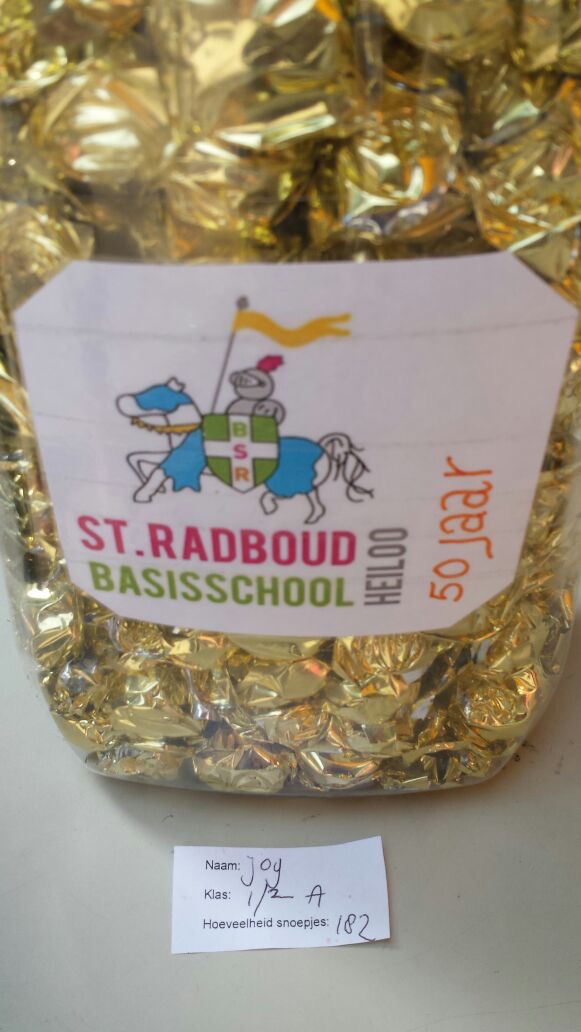 BSR
ST.RADBOUD
BASISSCHOOL
HEILOO
50 jaar
Naam: Joy
Klas: 1/2 A
Hoeveelheid snoepjes: 182